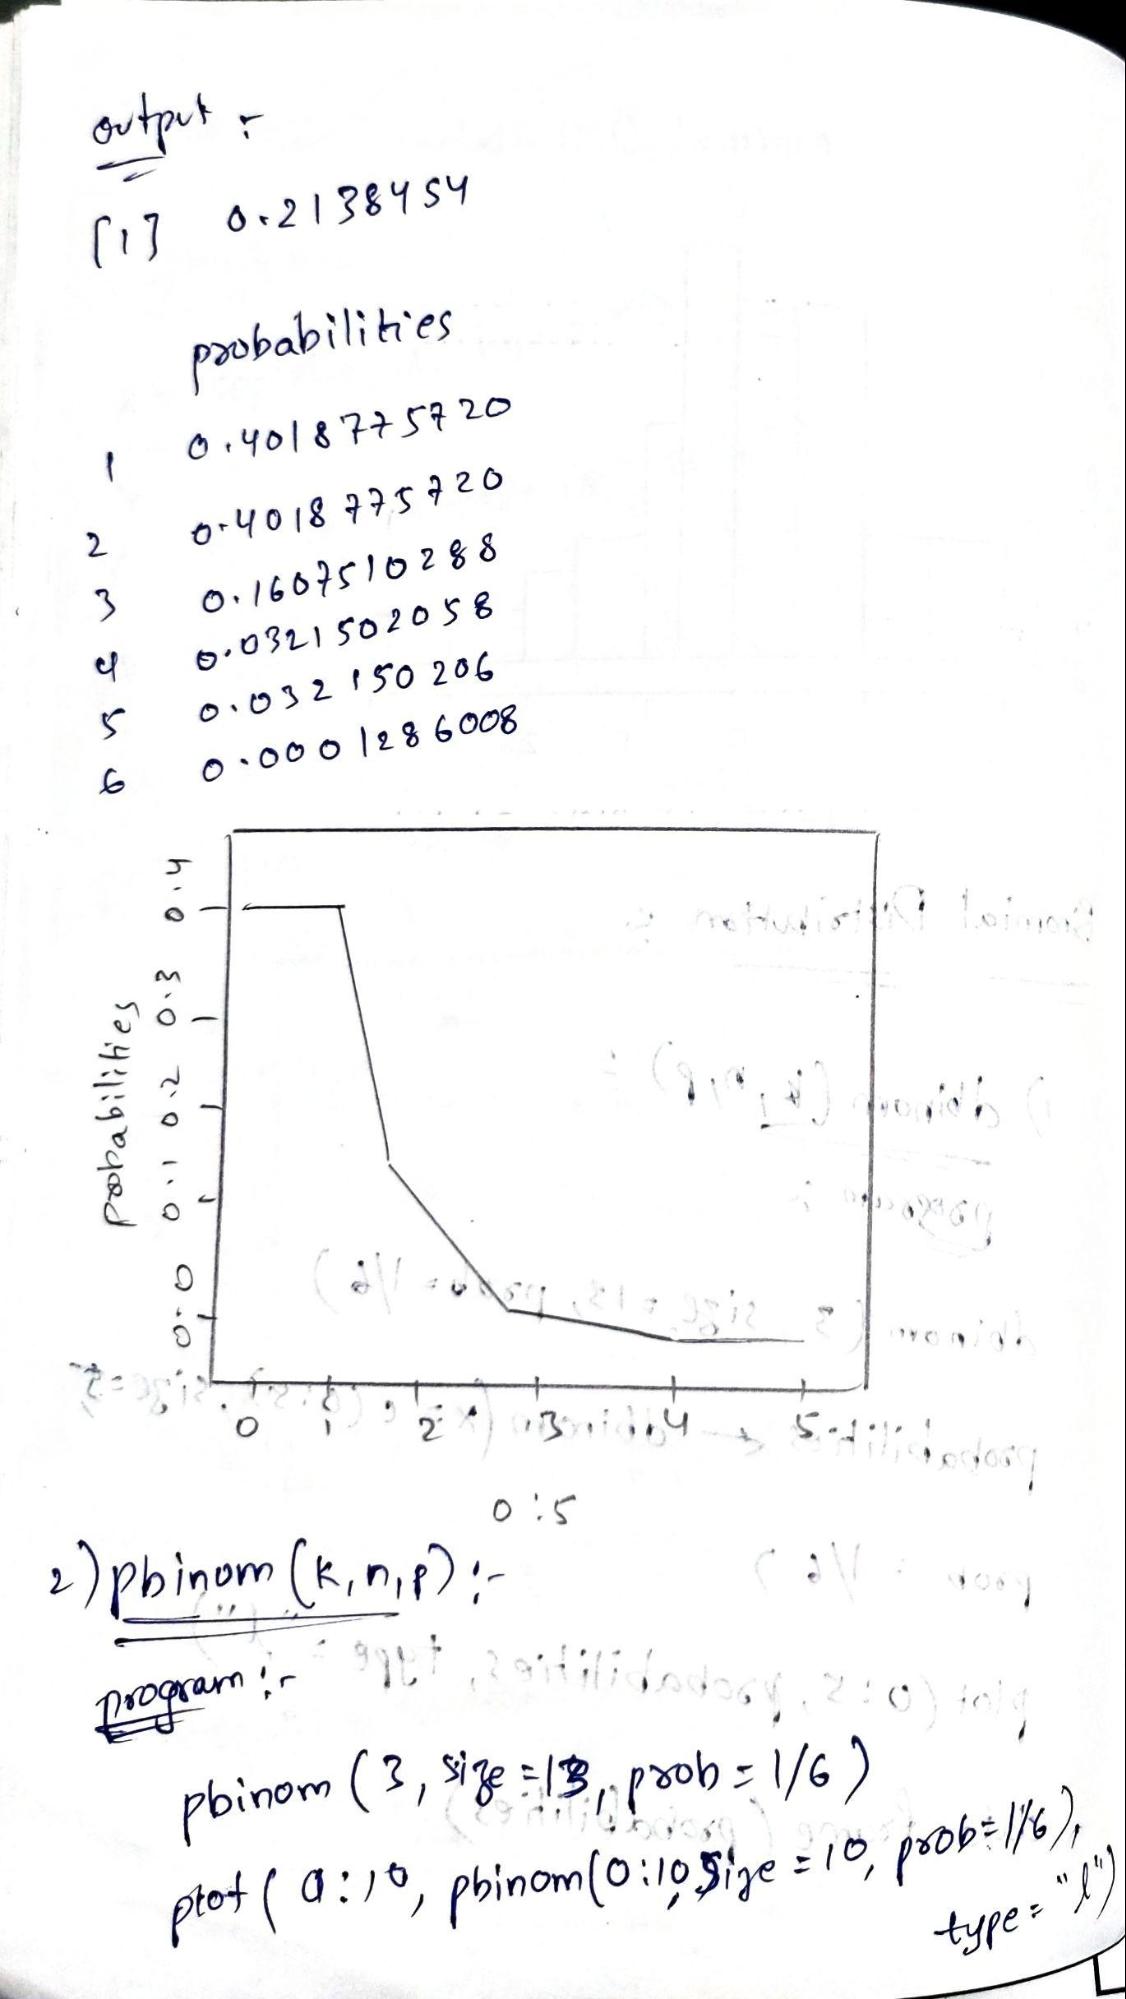 output :-
[1] 0.2138454
probabilities
1 0.4018775720
2 0.4018775720
3 0.1607510288
4 0.0321502058
5 0.032150206
6 0.0001286008
probabilities
0.4
0.3
0.2
0.1
0.0
0 1 2 3 4 5
0:5
2) pbinom (k,n,p) :-
program :-
pbinom (3, size=13, prob=1/6)
plot ( 0:10, pbinom(0:10, size=10, prob=1/6),
type="l")